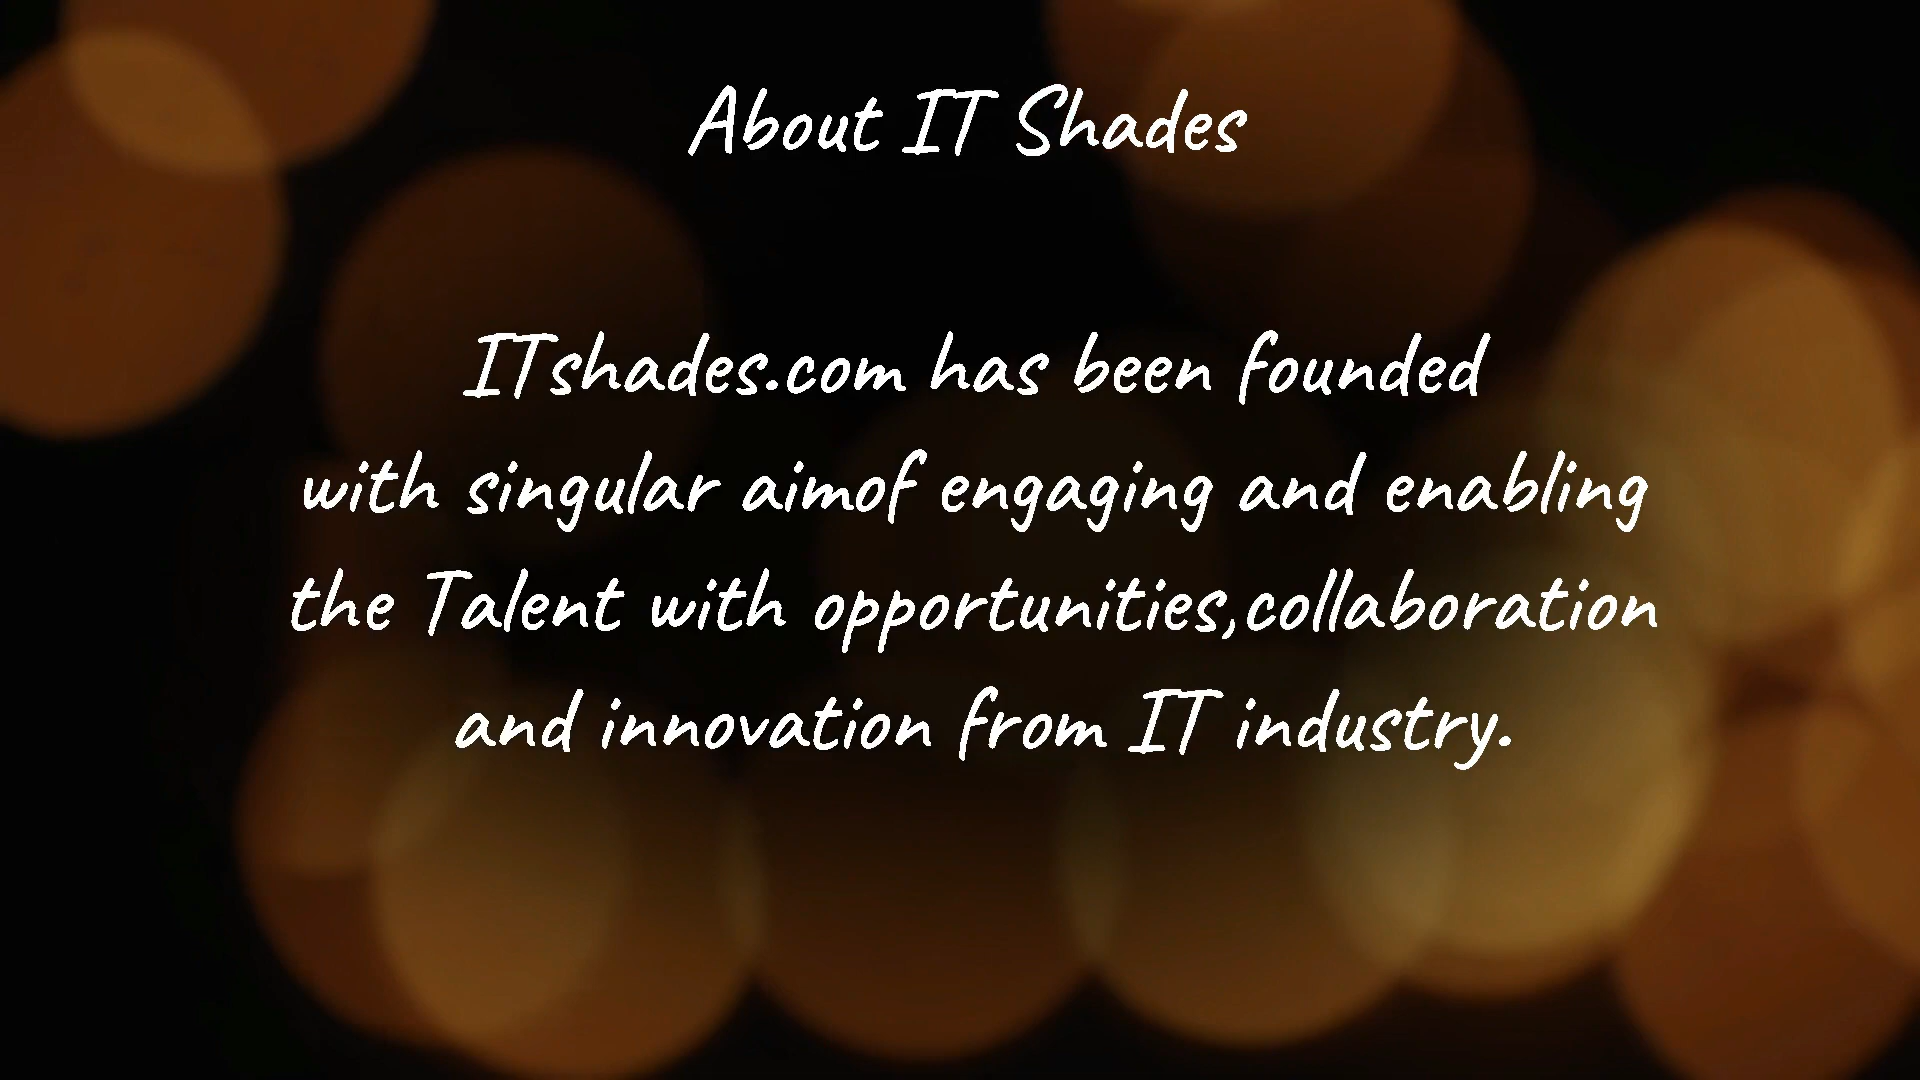 About IT Shades
ITshades.com has been founded
with singular aimof engaging and enabling
the Talent with opportunities,collaboration
and innovation from IT industry.